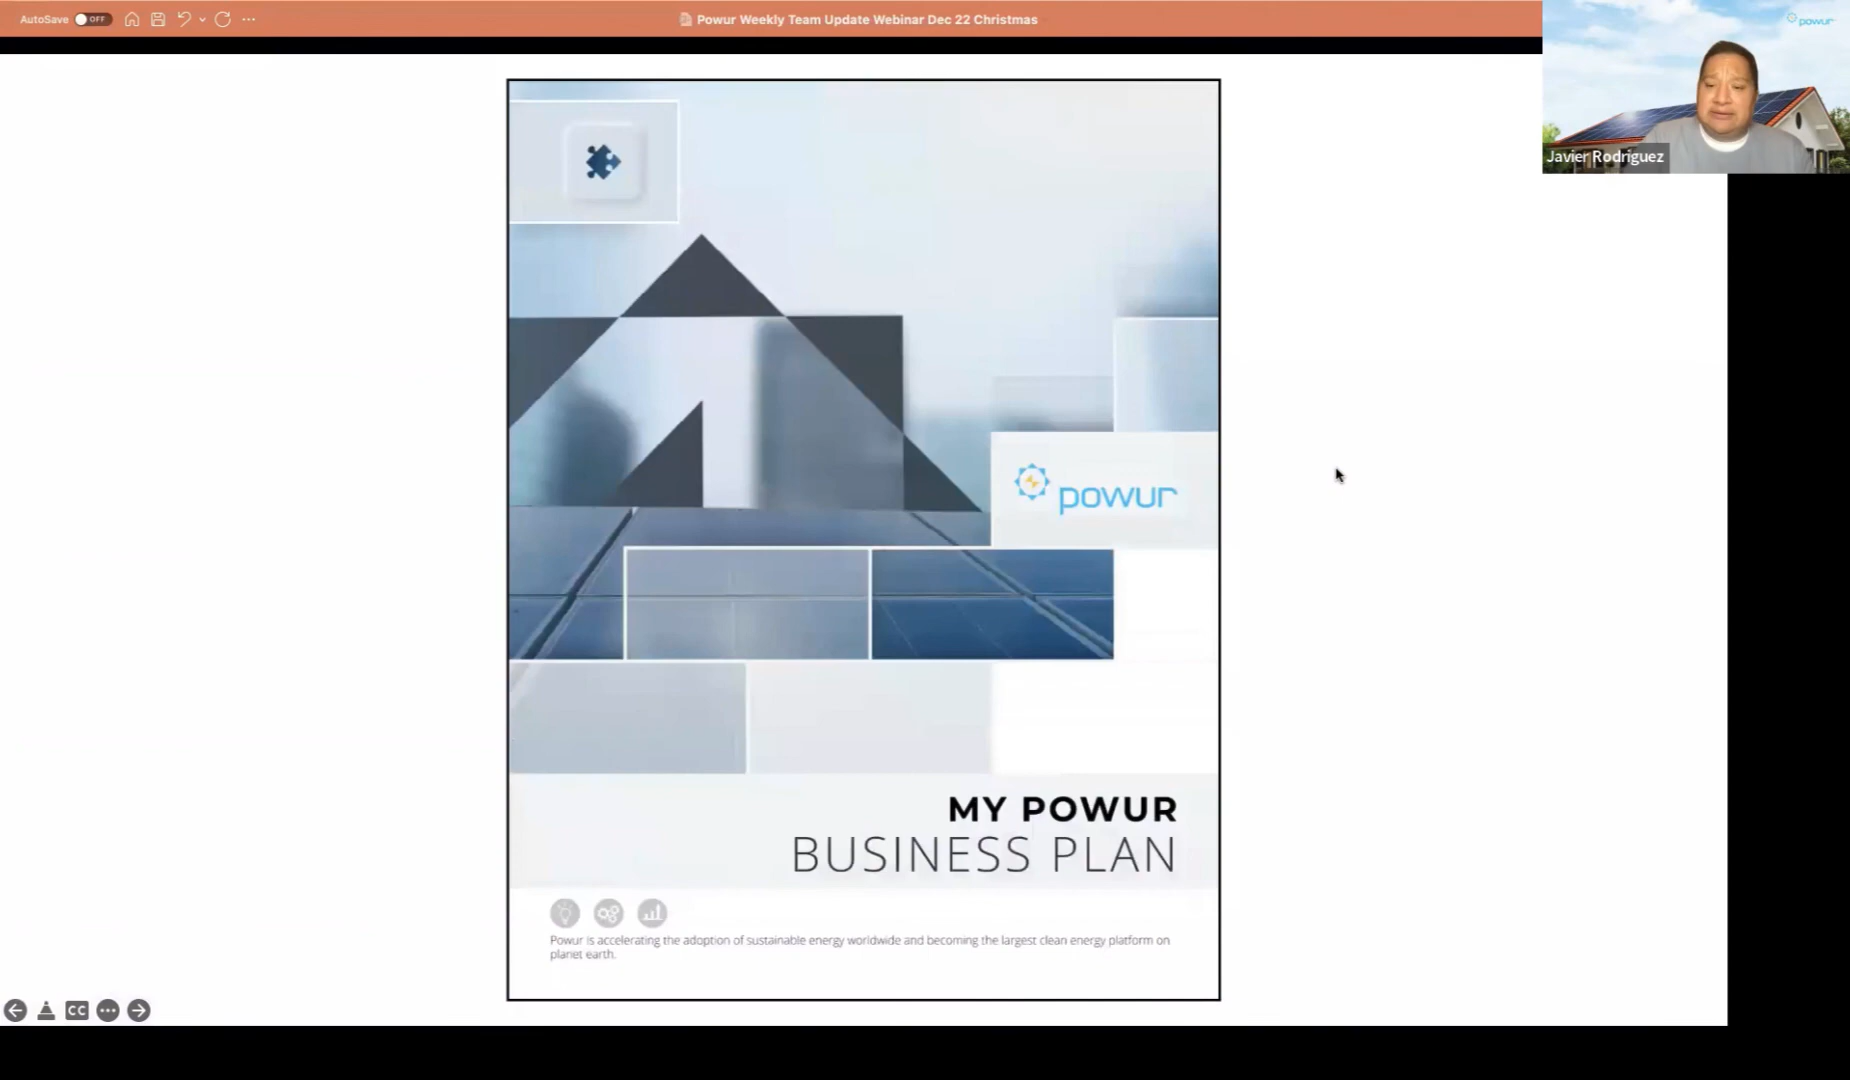 AutoSave OFF
Powur Weekly Team Update Webinar Dec 22 Christmas
powur
Javier Rodriguez
powur
MY POWUR
BUSINESS PLAN
Powur is accelerating the adoption of sustainable energy worldwide and becoming the largest clean energy platform on
planet earth.
CC